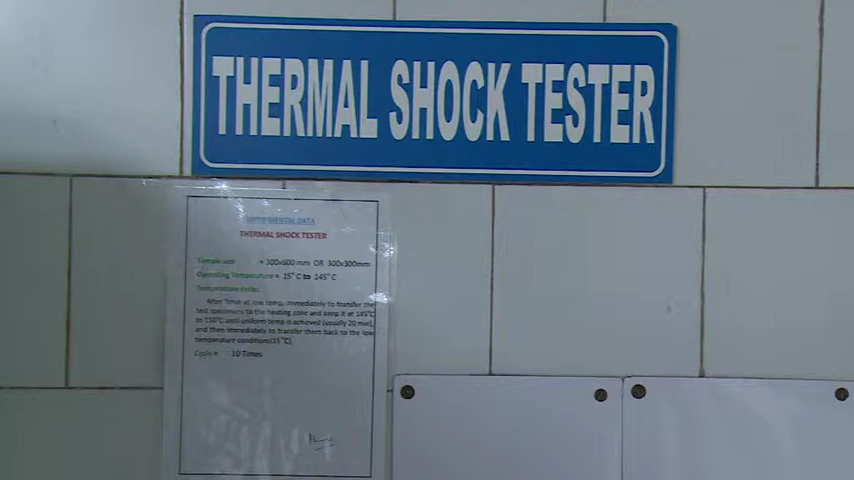 THERMAL SHOCK TESTER
EXPERIMENTAL DATA
THERMAL SHOCK TESTER
Sample size = 300x600 mm OR 300x300mm
Operating Temperature = 15°C to 145°C
Temperature cycle:
After 5min at low temp, immediately to transfer the
test specimens to the heating zone and keep it at 145°C
to 150°C until uniform temp is achieved (usually 20 min),
and then immediately to transfer them back to the low
temperature conditions(15°C).
Cycle = 10 Times